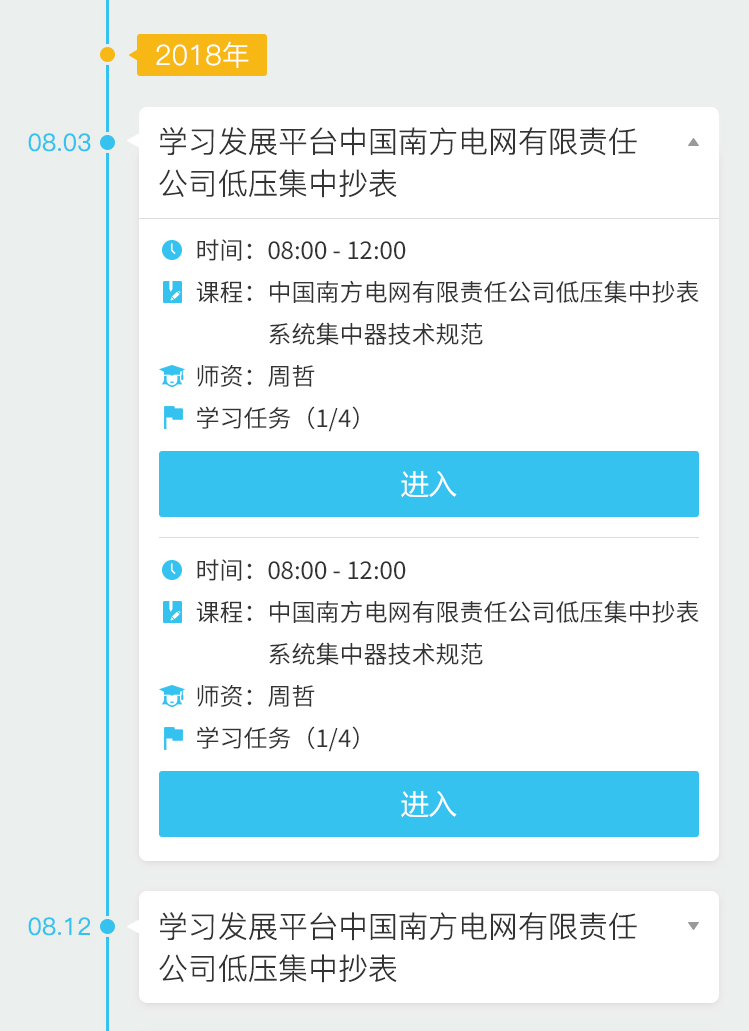 2018年
08.03
学习发展平台中国南方电网有限责任
公司低压集中抄表
时间：08:00 - 12:00
课程：中国南方电网有限责任公司低压集中抄表
系统集中器技术规范
师资：周哲
学习任务（1/4）
进入
时间：08:00 - 12:00
课程：中国南方电网有限责任公司低压集中抄表
系统集中器技术规范
师资：周哲
学习任务（1/4）
进入
08.12
学习发展平台中国南方电网有限责任
公司低压集中抄表